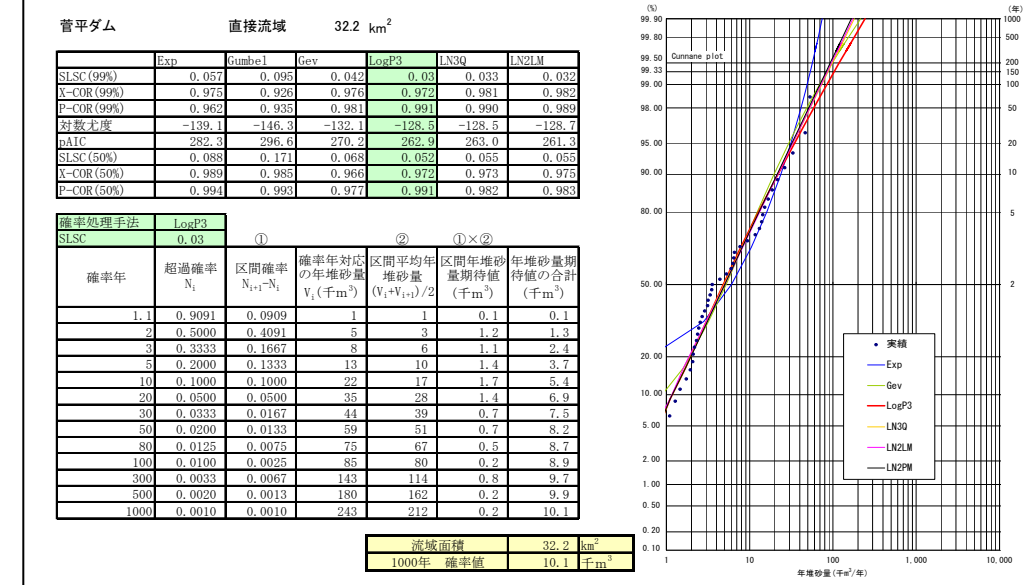 菅平ダム 直接流域 32.2 km²
Exp Gumbel Gev LogP3 LN3Q LN2LM
SLSC(99%) 0.057 0.095 0.042 0.03 0.033 0.032
X-COR(99%) 0.975 0.926 0.976 0.972 0.981 0.982
P-COR(99%) 0.962 0.935 0.981 0.991 0.990 0.989
対数尤度 -139.1 -146.3 -132.1 -128.5 -128.5 -128.7
pAIC 282.3 296.6 270.2 262.9 263.0 261.3
SLSC(50%) 0.088 0.171 0.068 0.052 0.055 0.055
X-COR(50%) 0.989 0.985 0.966 0.972 0.973 0.975
P-COR(50%) 0.994 0.993 0.977 0.991 0.982 0.983
確率処理手法 LogP3
SLSC 0.03 ① ② ①×②
確率年 超過確率 Nᵢ 区間確率 Nᵢ₊₁-Nᵢ 確率年対応の年堆砂量 Vᵢ(千m³) 区間平均年堆砂量 (Vᵢ+Vᵢ₊₁)/2 区間年堆砂量期待値 (千m³) 年堆砂量期待値の合計 (千m³)
1.1 0.9091 0.0909 1 1 0.1 0.1
2 0.5000 0.4091 5 3 1.2 1.3
3 0.3333 0.1667 8 6 1.1 2.4
5 0.2000 0.1333 13 10 1.4 3.7
10 0.1000 0.1000 22 17 1.7 5.4
20 0.0500 0.0500 35 28 1.4 6.9
30 0.0333 0.0167 44 39 0.7 7.5
50 0.0200 0.0133 59 51 0.7 8.2
80 0.0125 0.0075 75 67 0.5 8.7
100 0.0100 0.0025 85 80 0.2 8.9
300 0.0033 0.0067 143 114 0.8 9.7
500 0.0020 0.0013 180 162 0.2 9.9
1000 0.0010 0.0010 243 212 0.2 10.1
流域面積 32.2 km²
1000年 確率値 10.1 千m³
(%) (年)
99.90 1000
99.80 500
Cunnane plot
99.50 200
99.33 150
99.00 100
98.00 50
95.00 20
90.00 10
80.00 5
50.00 2
20.00
10.00
5.00
2.00
1.00
0.50
0.20
0.10
実績
Exp
Gev
LogP3
LN3Q
LN2LM
LN2PM
1 10 100 1,000 10,000
年堆砂量(千m³/年)